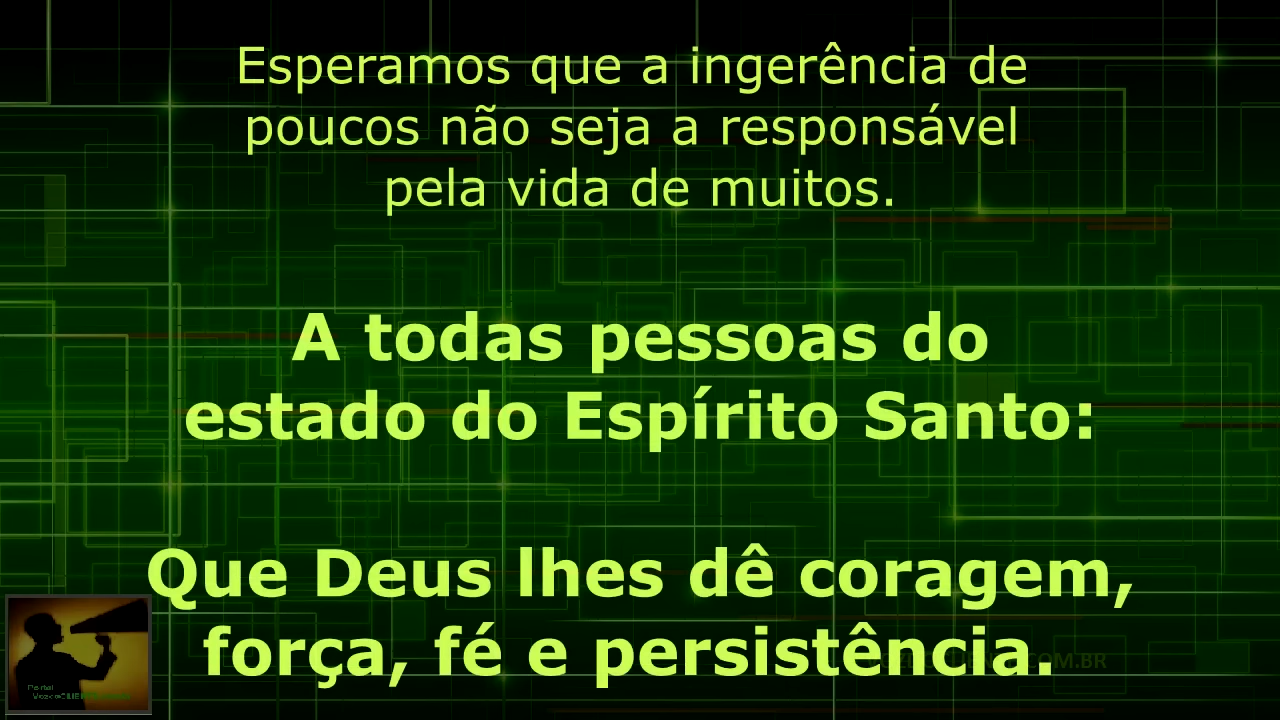 Esperamos que a ingerência de
poucos não seja a responsável
pela vida de muitos.
A todas pessoas do
estado do Espírito Santo:
Que Deus lhes dê coragem,
força, fé e persistência.
Portal